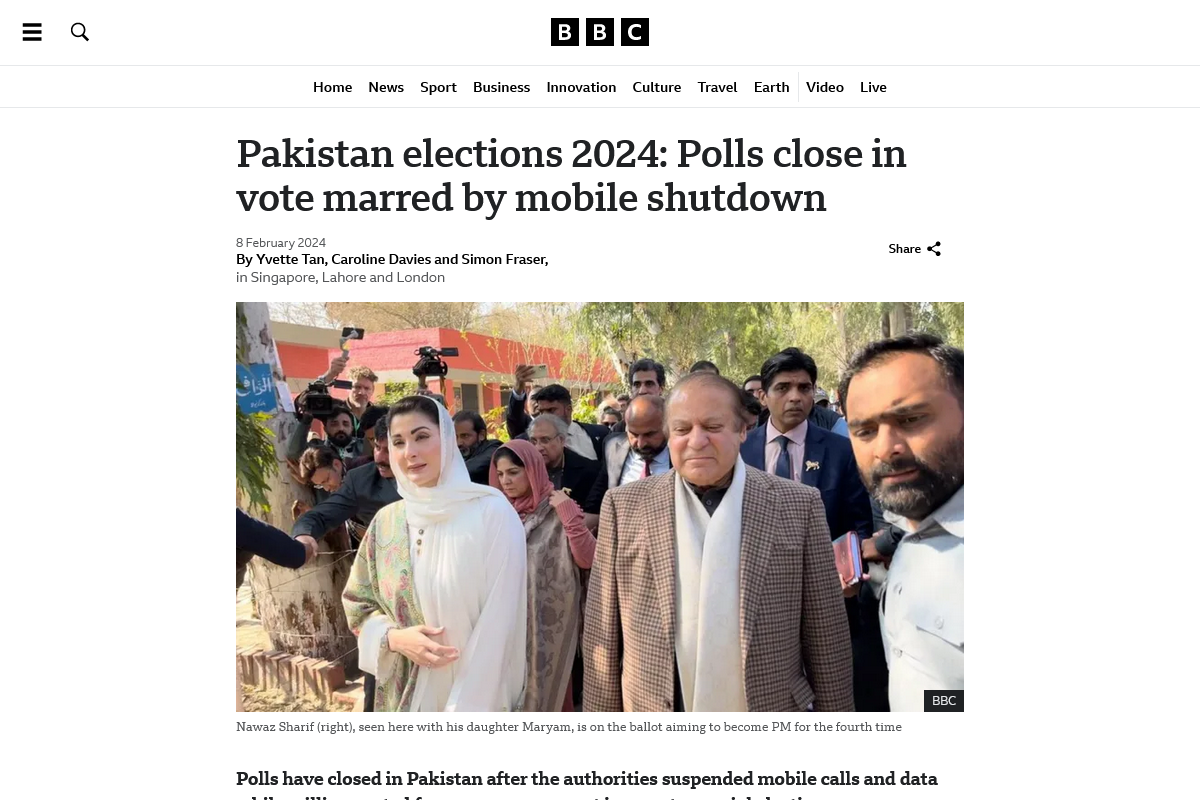 B B C
Home News Sport Business Innovation Culture Travel Earth Video Live
Pakistan elections 2024: Polls close in
vote marred by mobile shutdown
8 February 2024
By Yvette Tan, Caroline Davies and Simon Fraser,
in Singapore, Lahore and London
Share
BBC
Nawaz Sharif (right), seen here with his daughter Maryam, is on the ballot aiming to become PM for the fourth time
Polls have closed in Pakistan after the authorities suspended mobile calls and data